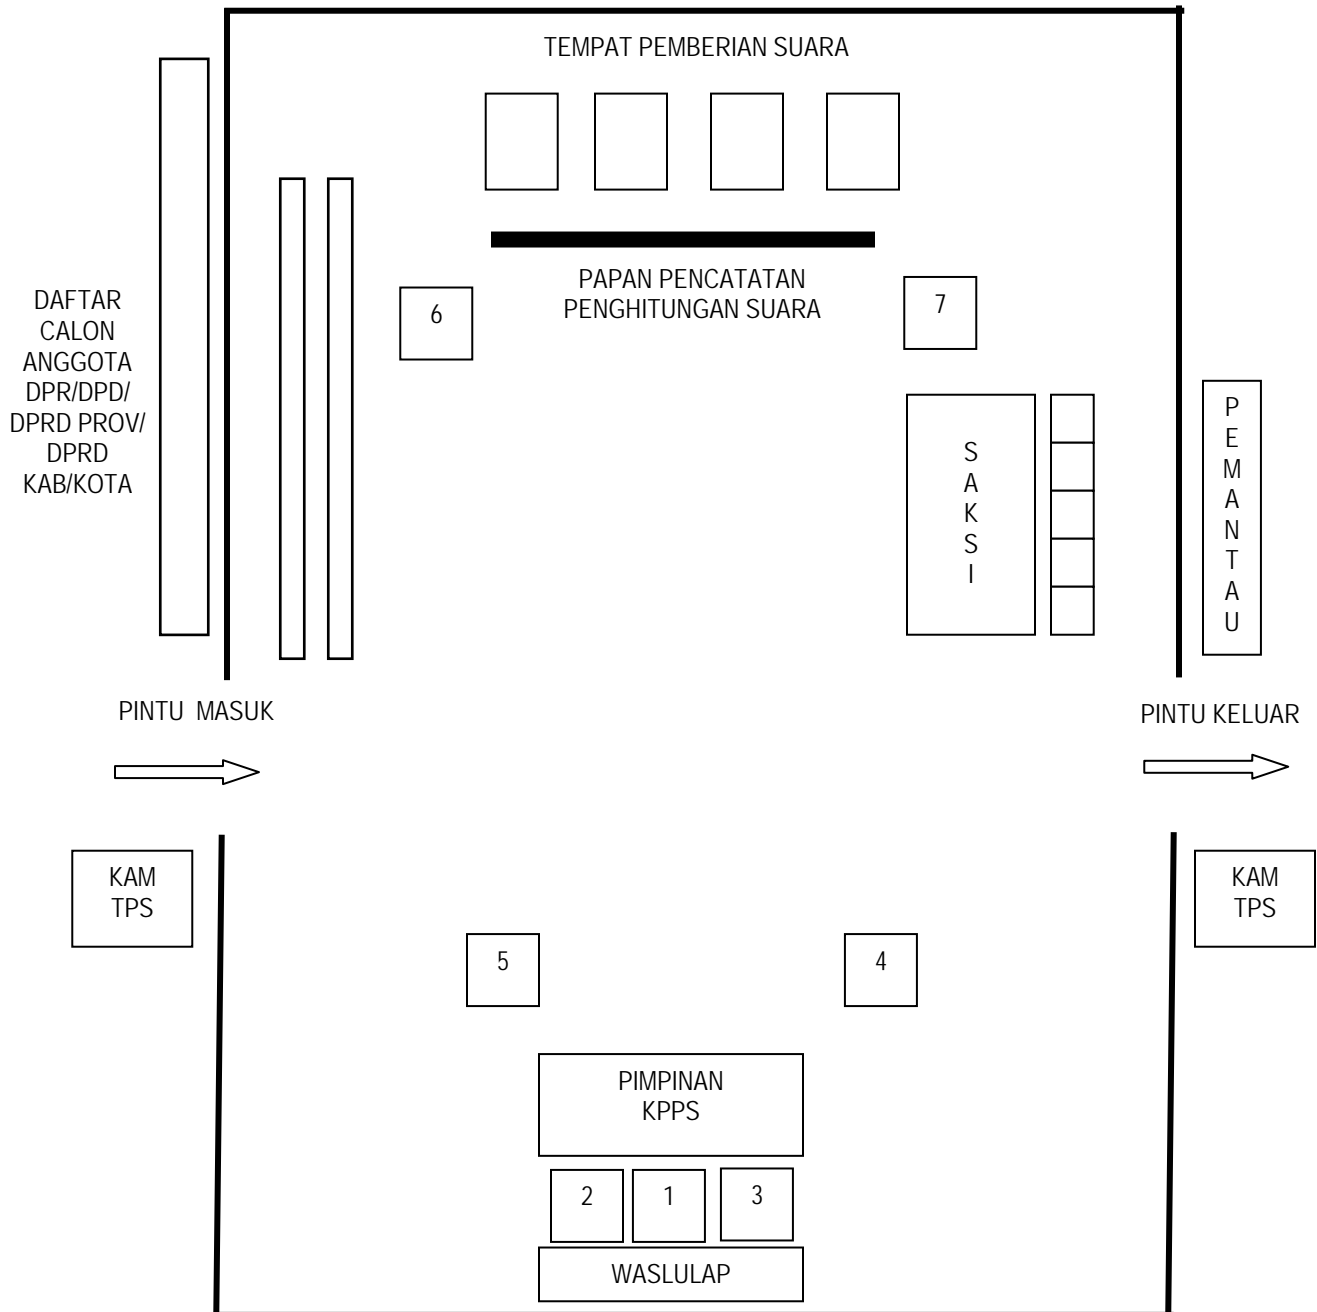 TEMPAT PEMBERIAN SUARA
PAPAN PENCATATAN
PENGHITUNGAN SUARA
6
7
DAFTAR
CALON
ANGGOTA
DPR/DPD/
DPRD PROV/
DPRD
KAB/KOTA
S
A
K
S
I
P
E
M
A
N
T
A
U
PINTU MASUK
PINTU KELUAR
KAM
TPS
KAM
TPS
5
4
PIMPINAN
KPPS
2
1
3
WASLULAP